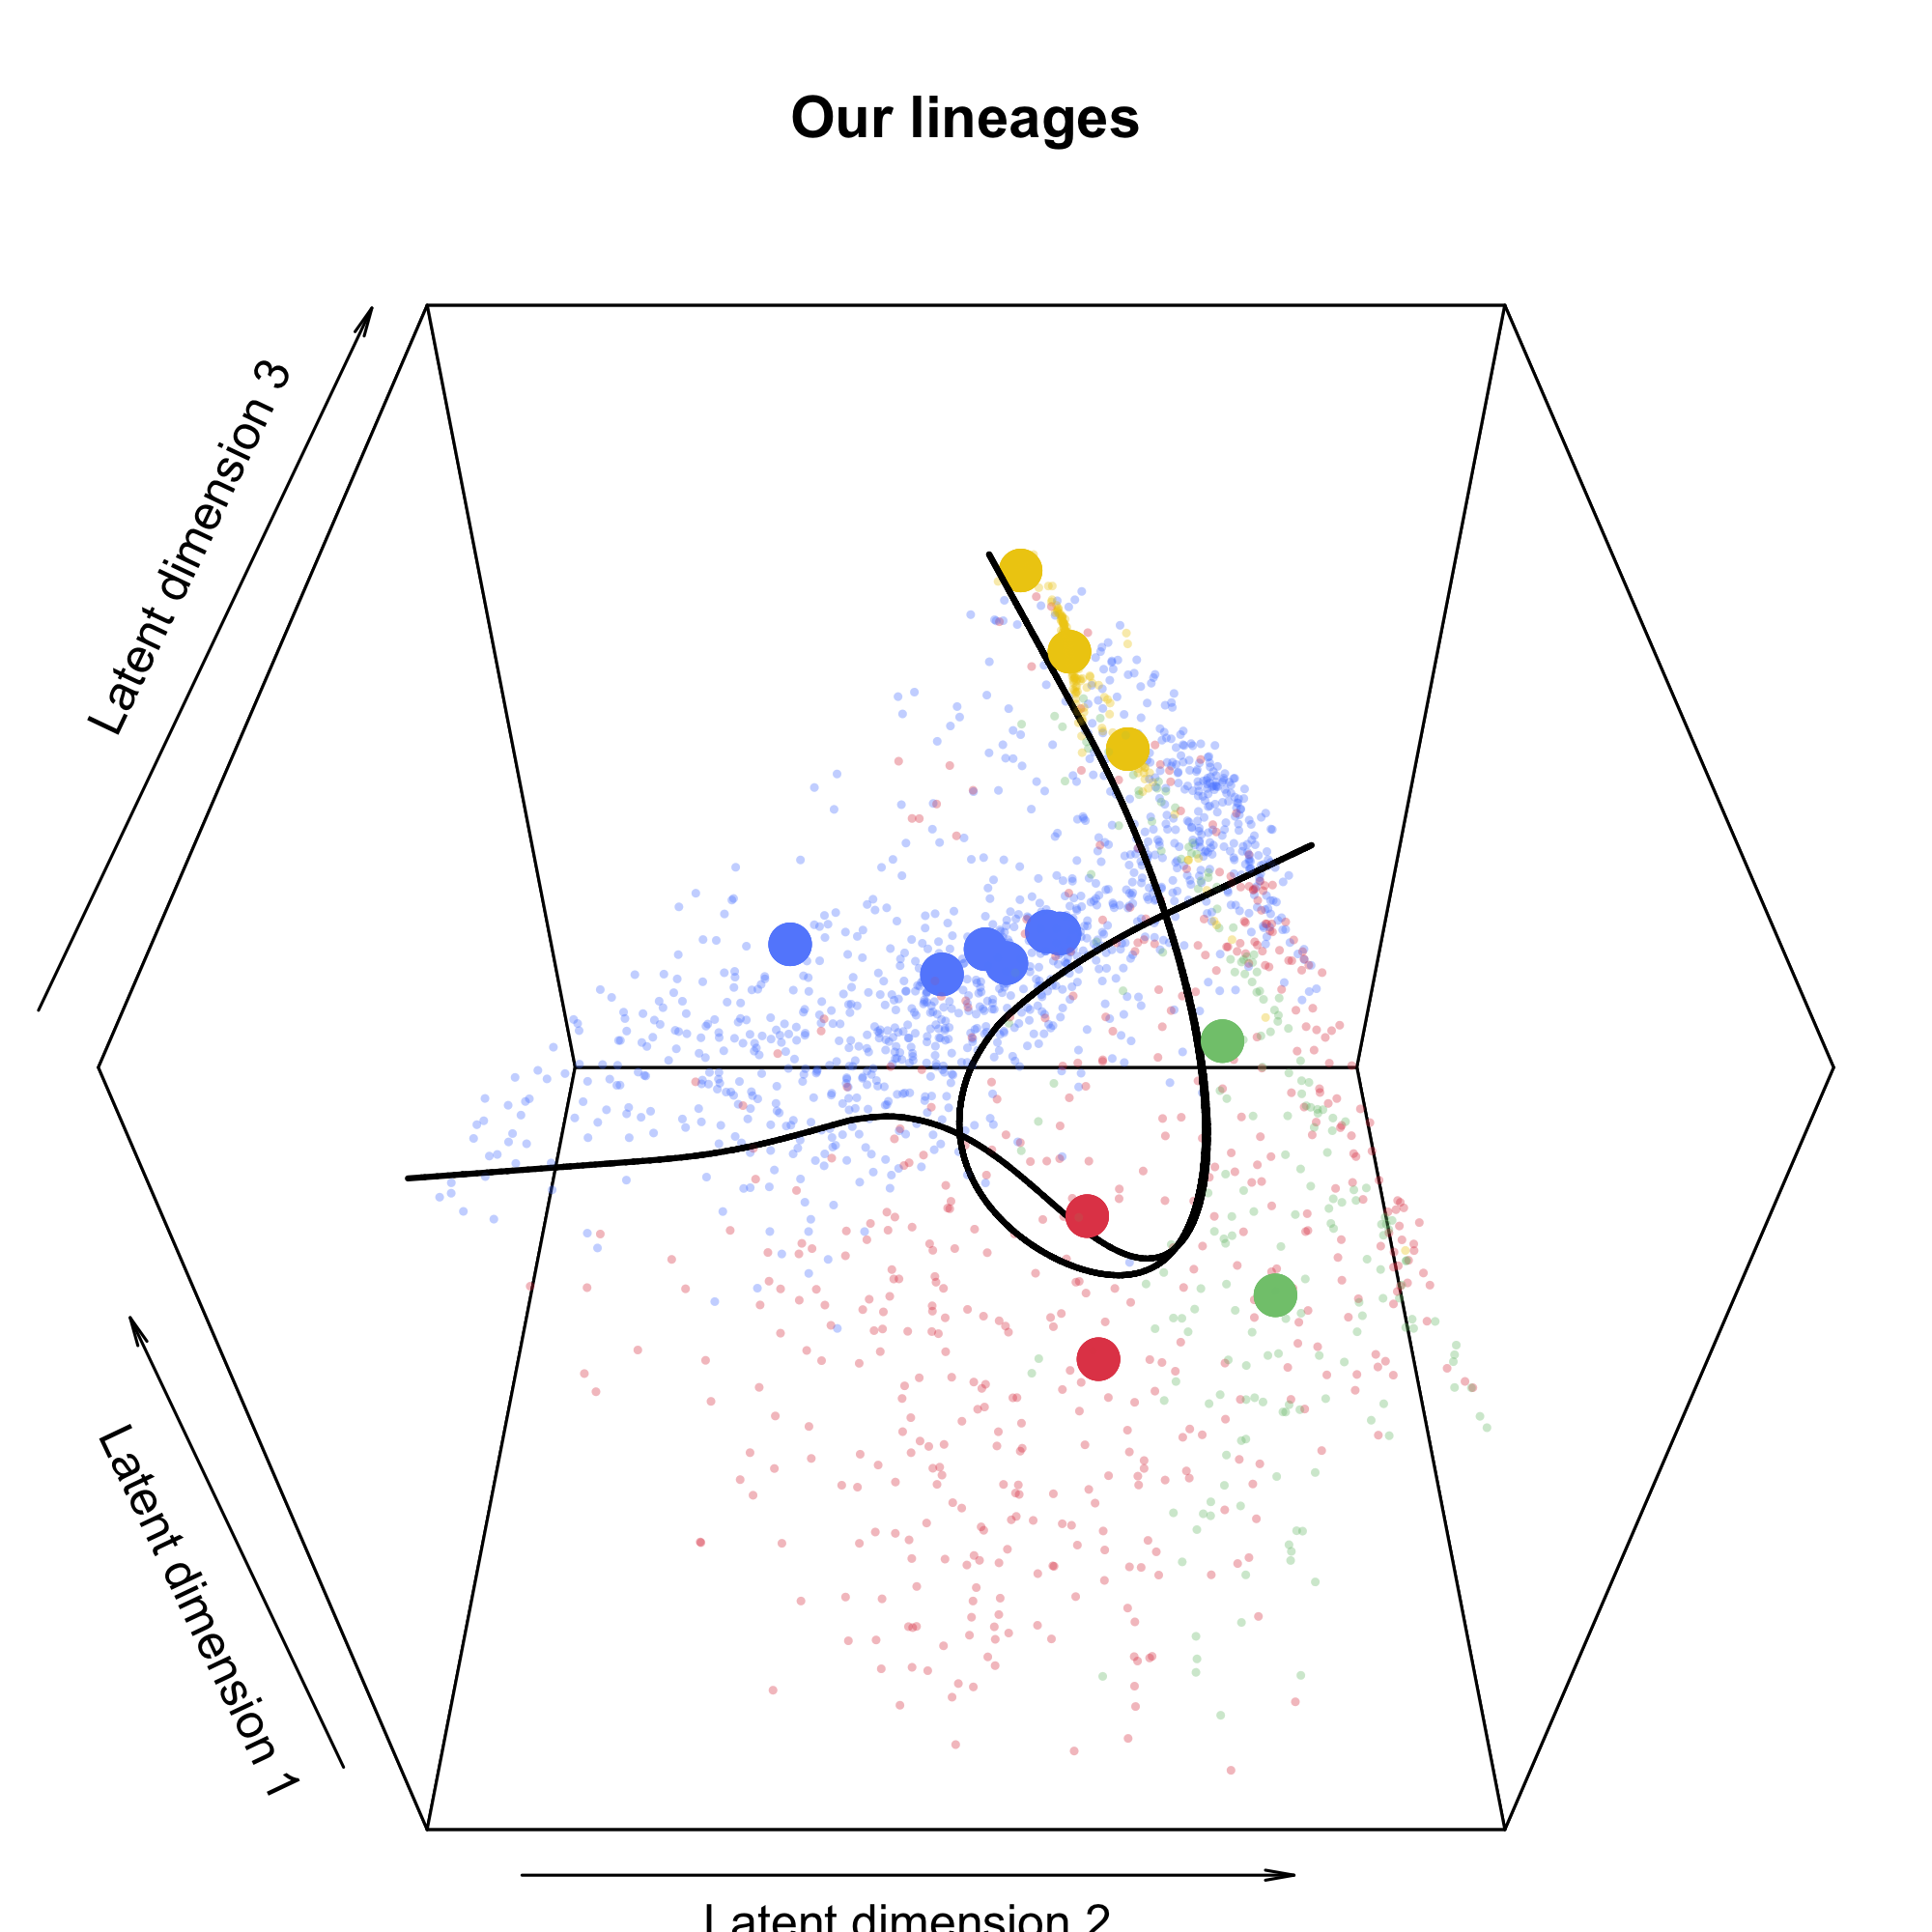 Our lineages
Latent dimension 3
Latent dimension 1
Latent dimension 2